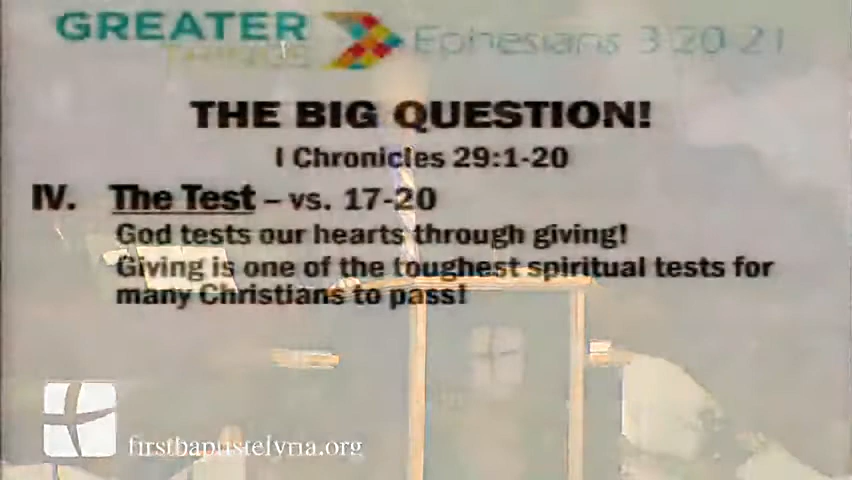 GREATER
THINGS
Ephesians 3:20-21
THE BIG QUESTION!
I Chronicles 29:1-20
IV. The Test – vs. 17-20
God tests our hearts through giving!
Giving is one of the toughest spiritual tests for
many Christians to pass!
firstbaptistelyria.org